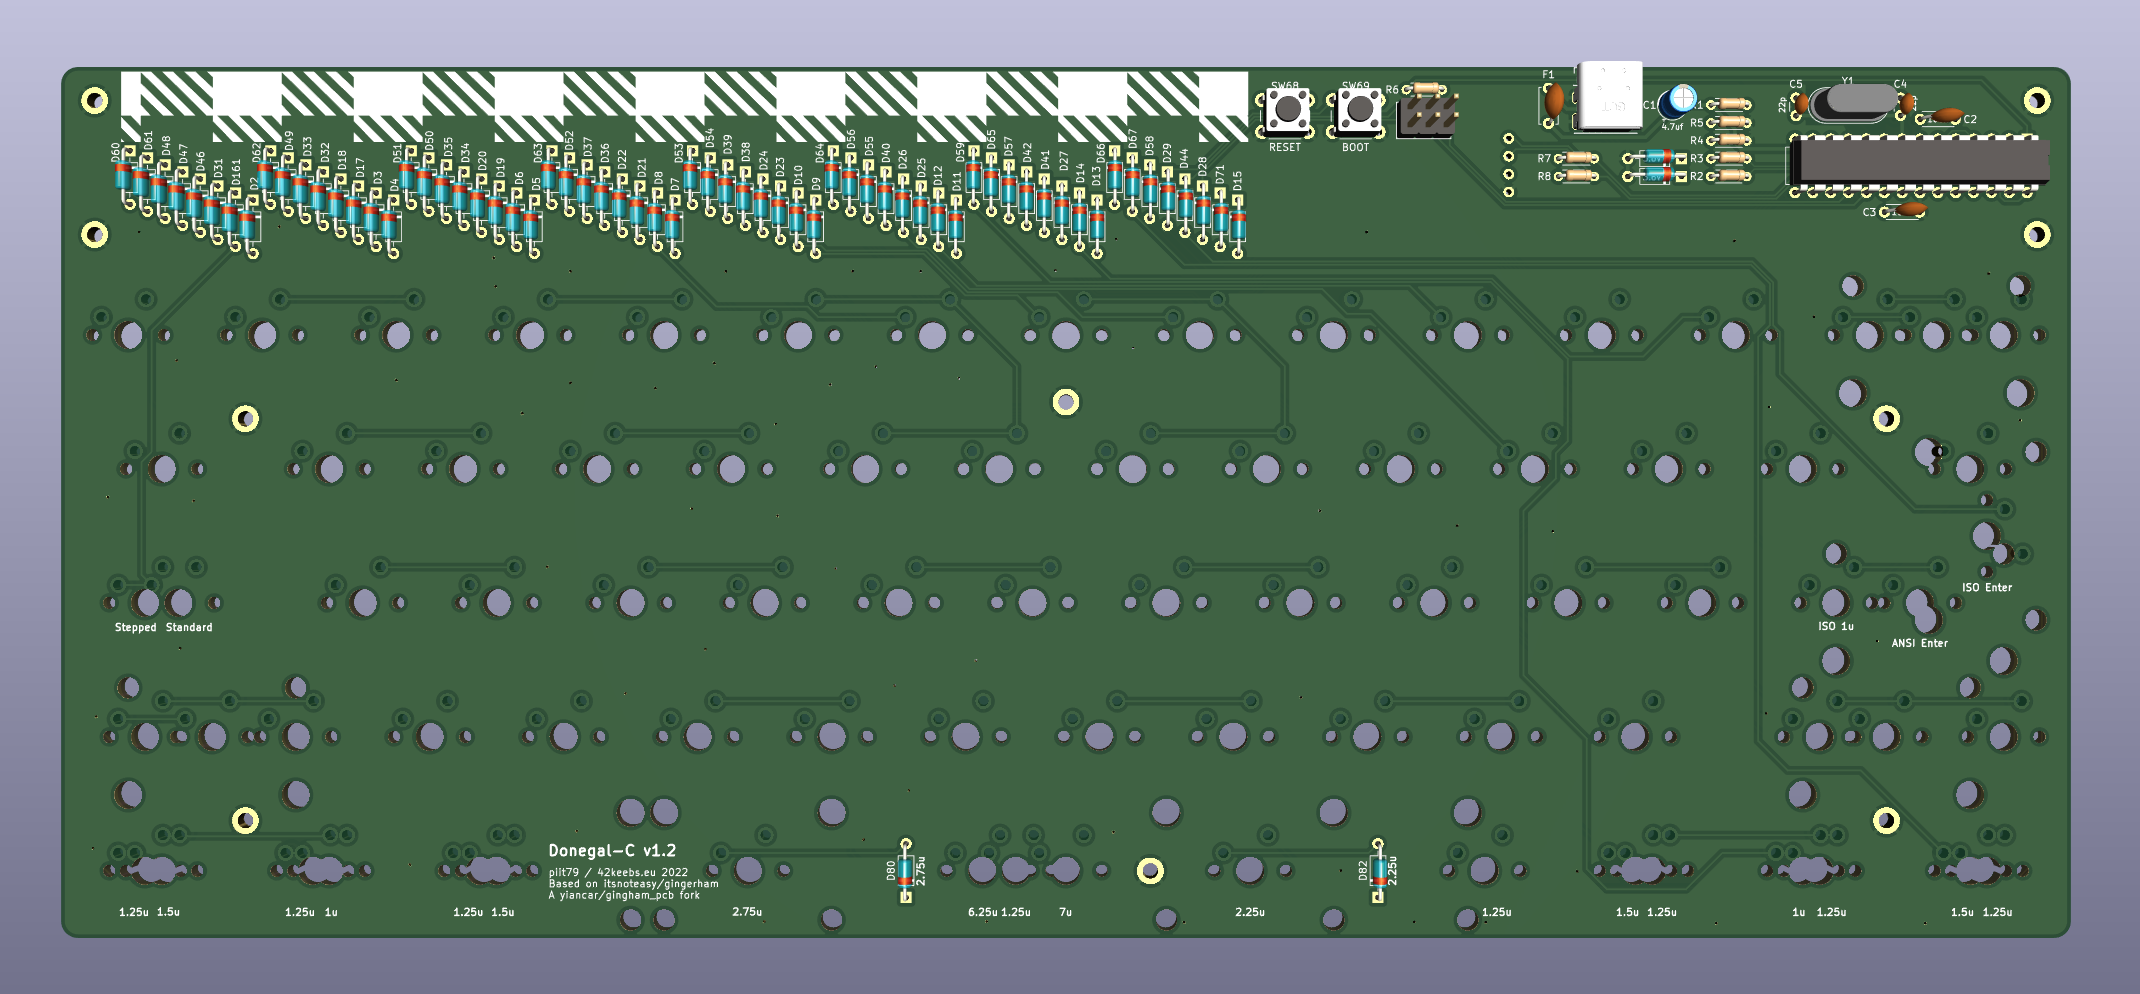 SW68
SW69
R6
F1
C1
4.7uf
R5
R4
R3
R2
R7
R8
C5
Y1
C4
22p
C2
C3
RESET
BOOT
D60
D61
D48
D47
D46
D31
D161
D2
D62
D49
D33
D32
D18
D17
D3
D4
D51
D50
D35
D34
D20
D19
D6
D5
D63
D52
D37
D36
D22
D21
D8
D7
D53
D54
D39
D38
D24
D23
D10
D9
D64
D56
D55
D40
D26
D25
D12
D11
D59
D65
D57
D42
D41
D27
D14
D13
D66
D67
D58
D29
D44
D28
D71
D15
ISO Enter
Stepped Standard
ISO 1u
ANSI Enter
Donegal-C v1.2
piit79 / 42keebs.eu 2022
Based on itsnoteasy/gingerham
A yiancar/gingham_pcb fork
D80
2.75u
D82
2.25u
1.25u 1.5u
1.25u 1u
1.25u 1.5u
2.75u
6.25u 1.25u
7u
2.25u
1.25u
1.5u 1.25u
1u 1.25u
1.5u 1.25u